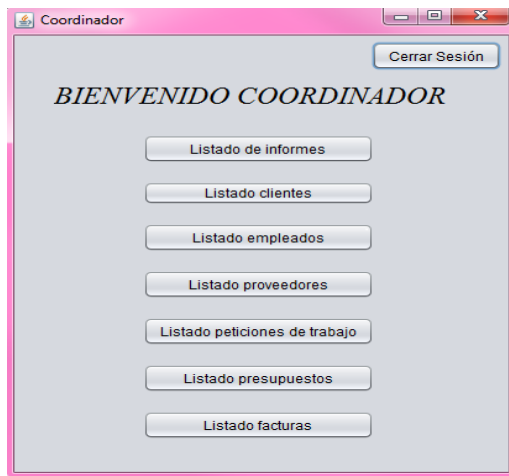 Coordinador
Cerrar Sesión
BIENVENIDO COORDINADOR
Listado de informes
Listado clientes
Listado empleados
Listado proveedores
Listado peticiones de trabajo
Listado presupuestos
Listado facturas